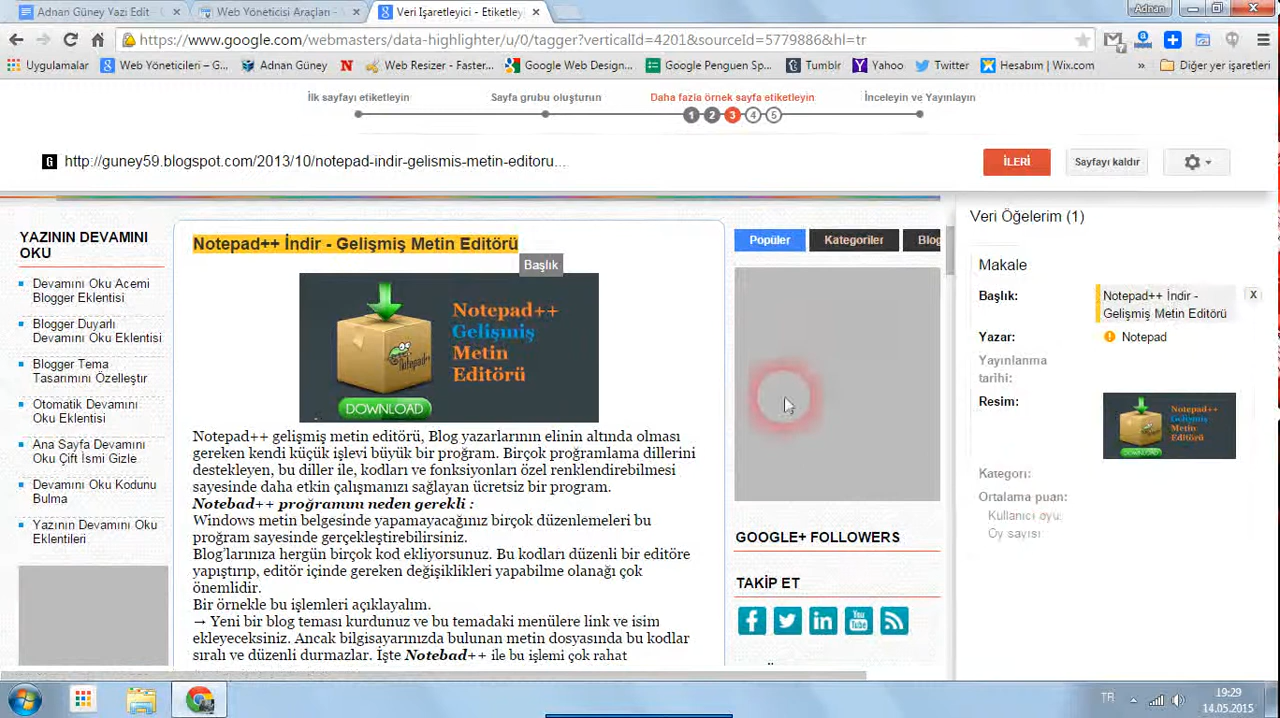 Adnan Güney Yazi Edit
Web Yöneticisi Araçları -
Veri İşaretleyici - Etiketley
Adnan
https://www.google.com/webmasters/data-highlighter/u/0/tagger?verticalId=4201&sourceId=5779886&hl=tr
Uygulamalar
Web Yöneticileri – G...
Adnan Güney
Web Resizer - Faster...
Google Web Design...
Google Penguen Sp...
Tumblr
Yahoo
Twitter
Hesabım | Wix.com
»
Diğer yer işaretleri
İlk sayfayı etiketleyin
Sayfa grubu oluşturun
Daha fazla örnek sayfa etiketleyin
İnceleyin ve Yayınlayın
1 2 3 4 5
http://guney59.blogspot.com/2013/10/notepad-indir-gelismis-metin-editoru...
İLERİ
Sayfayı kaldır
YAZININ DEVAMINI
OKU
Devamını Oku Acemi
Blogger Eklentisi
Blogger Duyarlı
Devamını Oku Eklentisi
Blogger Tema
Tasarımını Özelleştir
Otomatik Devamını
Oku Eklentisi
Ana Sayfa Devamını
Oku Çift İsmi Gizle
Devamını Oku Kodunu
Bulma
Yazının Devamını Oku
Eklentileri
Notepad++ İndir - Gelişmiş Metin Editörü
Başlık
Notepad++
Gelişmiş
Metin
Editörü
DOWNLOAD
Notepad++ gelişmiş metin editörü, Blog yazarlarının elinin altında olması
gereken kendi küçük işlevi büyük bir proğram. Birçok proğramlama dillerini
destekleyen, bu diller ile, kodları ve fonksiyonları özel renklendirebilmesi
sayesinde daha etkin çalışmanızı sağlayan ücretsiz bir program.
Notebad++ proğramın neden gerekli :
Windows metin belgesinde yapamayacağınız birçok düzenlemeleri bu
proğram sayesinde gerçekleştirebilirsiniz.
Blog'larınıza hergün birçok kod ekliyorsunuz. Bu kodları düzenli bir editöre
yapıştırıp, editör içinde gereken değişiklikleri yapabilme olanağı çok
önemlidir.
Bir örnekle bu işlemleri açıklayalım.
→ Yeni bir blog teması kurdunuz ve bu temadaki menülere link ve isim
ekleyeceksiniz. Ancak bilgisayarınızda bulunan metin dosyasında bu kodlar
sıralı ve düzenli durmazlar. İşte Notebad++ ile bu işlemi çok rahat
Popüler
Kategoriler
Blog
GOOGLE+ FOLLOWERS
TAKİP ET
Veri Öğelerim (1)
Makale
Başlık:
Notepad++ İndir -
Gelişmiş Metin Editörü
X
Yazar:
Notepad
Yayınlanma
tarihi:
Resim:
Notepad++
Gelişmiş
Metin
Editörü
Kategori:
Ortalama puan:
Kullanıcı oyu:
Oy sayısı
TR
19:29
14.05.2015